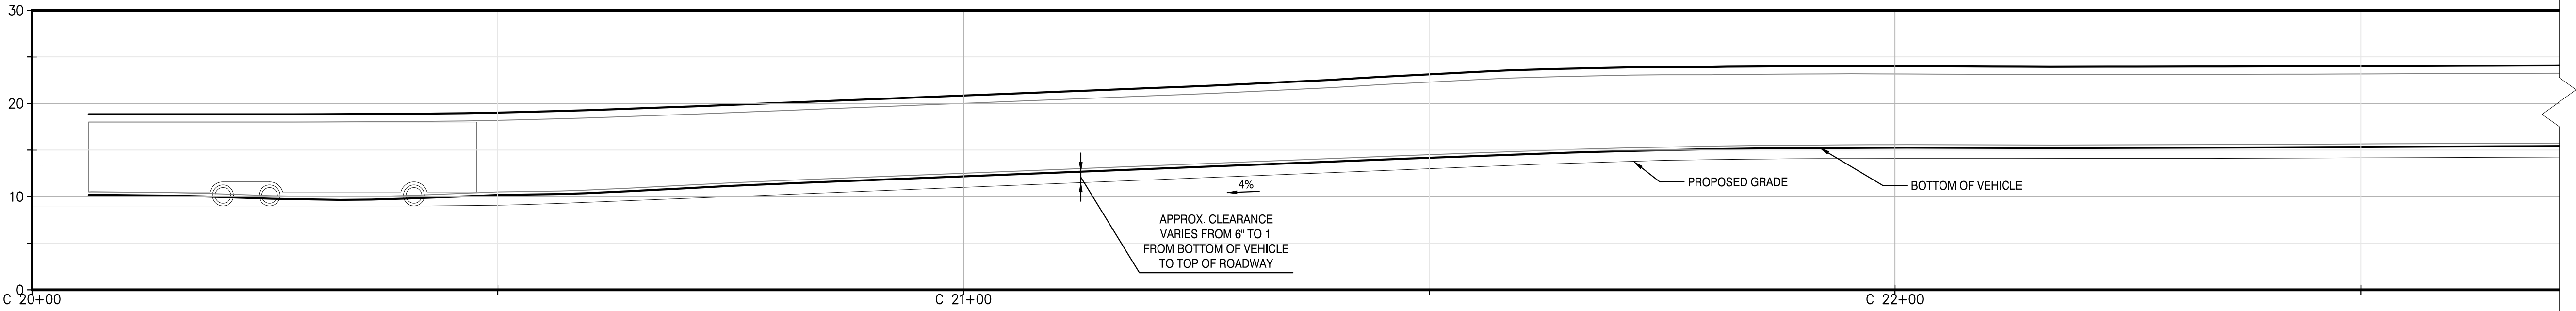 30
20
10
0
C 20+00
C 21+00
C 22+00
4%
APPROX. CLEARANCE
VARIES FROM 6" TO 1'
FROM BOTTOM OF VEHICLE
TO TOP OF ROADWAY
PROPOSED GRADE
BOTTOM OF VEHICLE